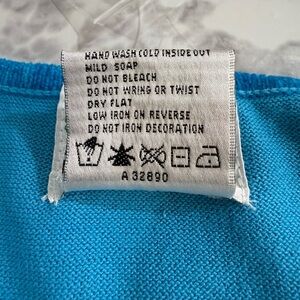 HAND WASH COLD INSIDE OUT
MILD SOAP
DO NOT BLEACH
DO NOT WRING OR TWIST
DRY FLAT
LOW IRON ON REVERSE
DO NOT IRON DECORATION
A 32890